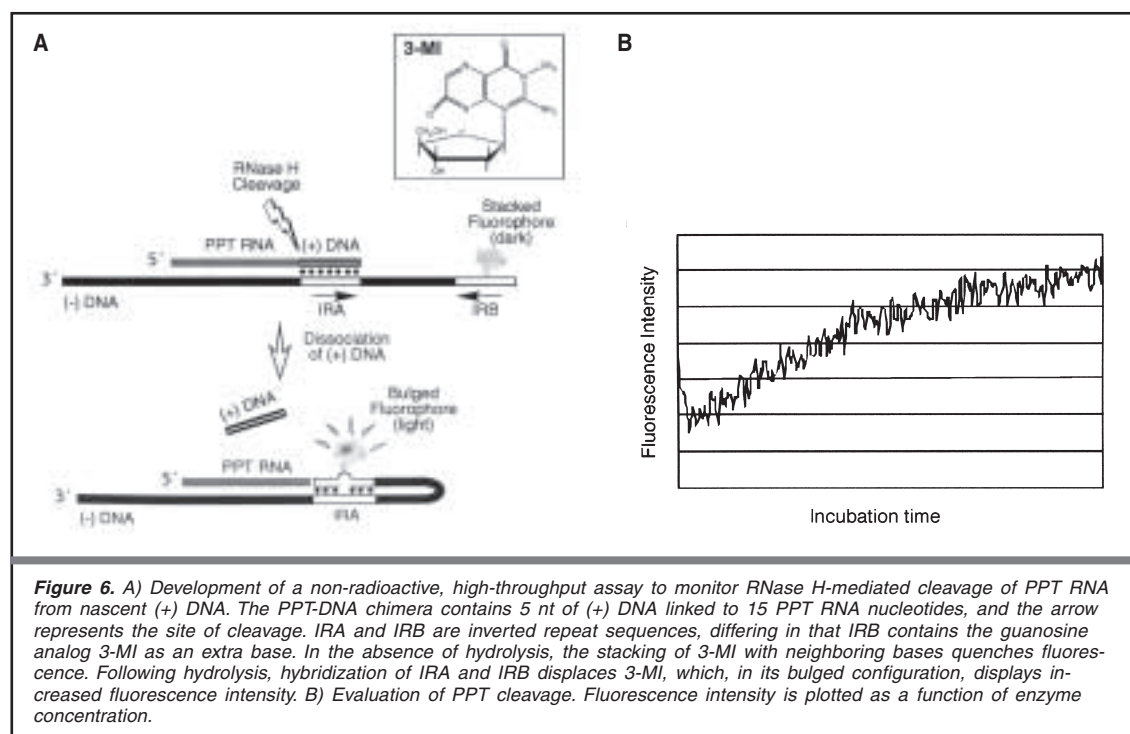 A
B
3-MI
RNase H
Cleavage
Stacked
Fluorophore
(dark)
PPT RNA (+) DNA
5´
3´
(-) DNA
IRA
IRB
Dissociation
of (+) DNA
(+) DNA
Bulged
Fluorophore
(light)
PPT RNA
5´
3´
(-) DNA
IRA
Fluorescence Intensity
Incubation time
Figure 6. A) Development of a non-radioactive, high-throughput assay to monitor RNase H-mediated cleavage of PPT RNA
from nascent (+) DNA. The PPT-DNA chimera contains 5 nt of (+) DNA linked to 15 PPT RNA nucleotides, and the arrow
represents the site of cleavage. IRA and IRB are inverted repeat sequences, differing in that IRB contains the guanosine
analog 3-MI as an extra base. In the absence of hydrolysis, the stacking of 3-MI with neighboring bases quenches fluores-
cence. Following hydrolysis, hybridization of IRA and IRB displaces 3-MI, which, in its bulged configuration, displays in-
creased fluorescence intensity. B) Evaluation of PPT cleavage. Fluorescence intensity is plotted as a function of enzyme
concentration.